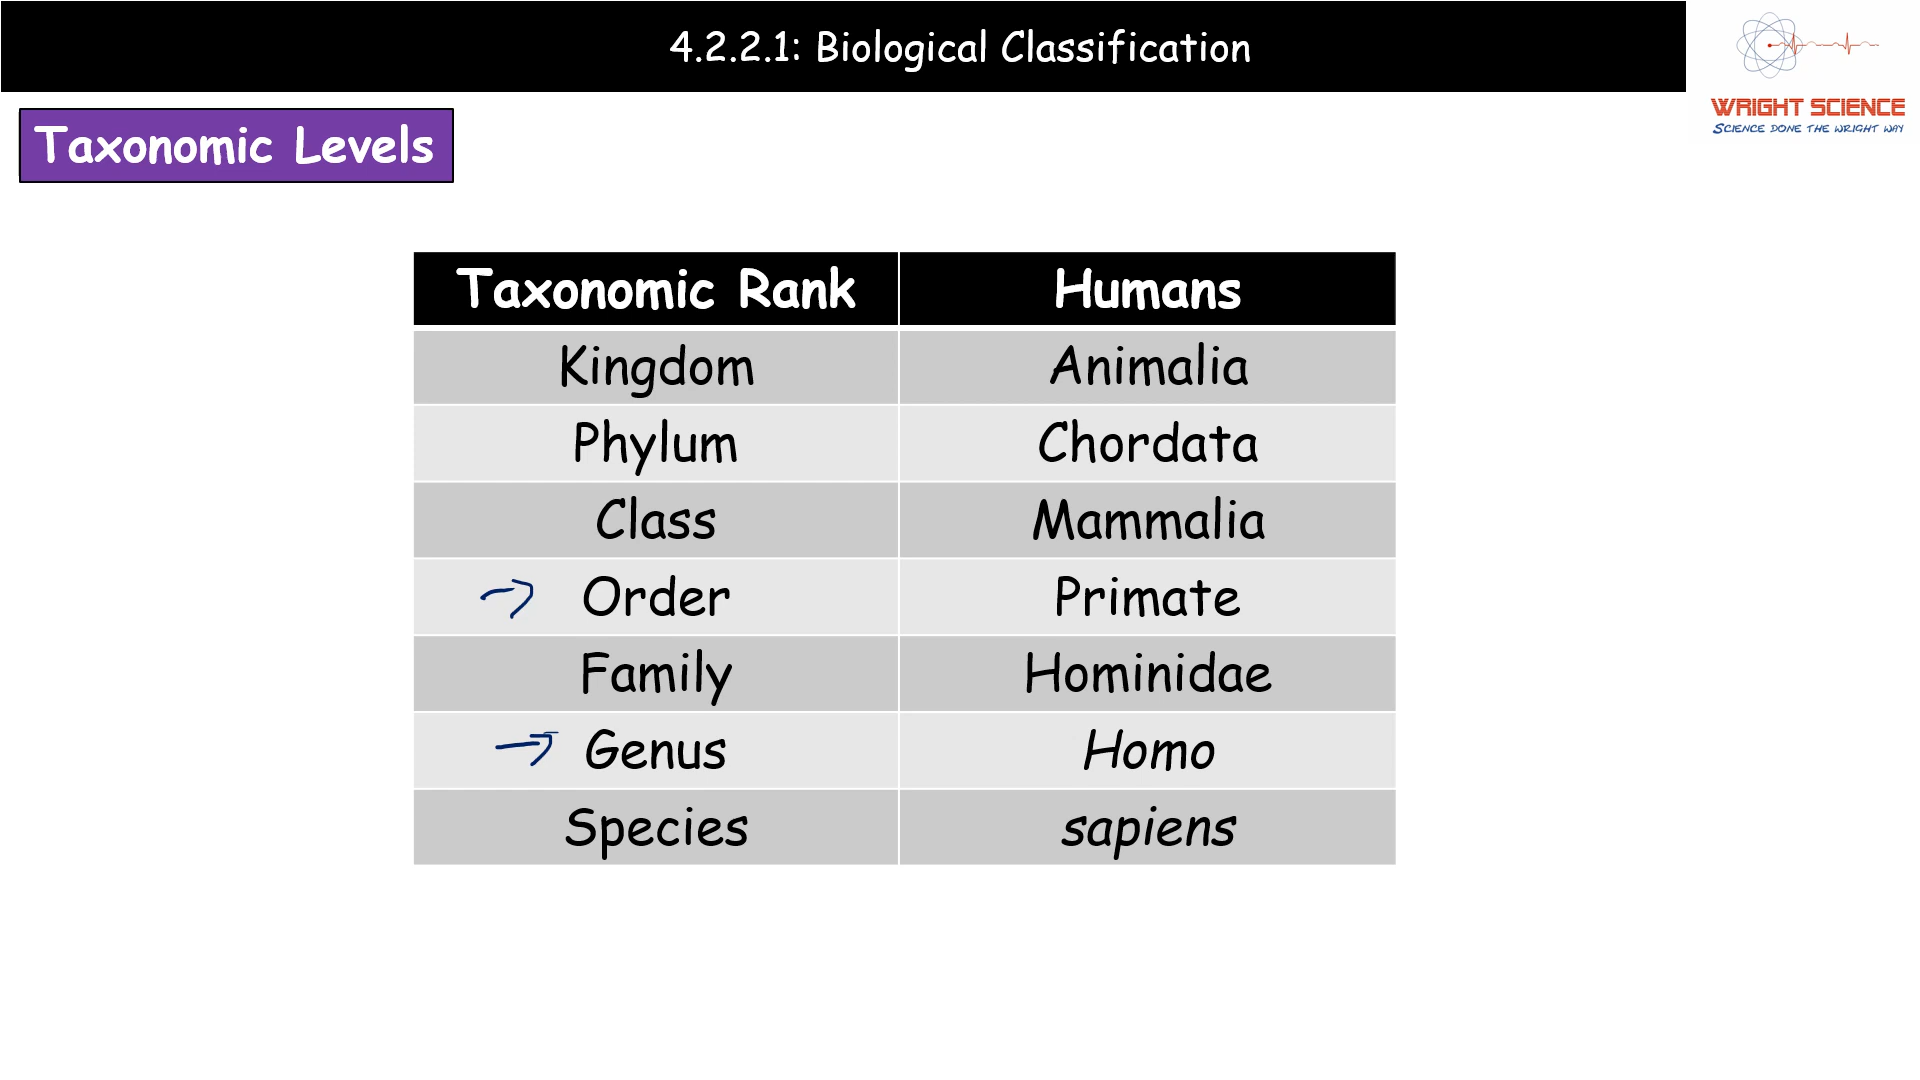 4.2.2.1: Biological Classification
WRIGHT SCIENCE
SCIENCE DONE THE WRIGHT WAY
Taxonomic Levels
Taxonomic Rank Humans
Kingdom Animalia
Phylum Chordata
Class Mammalia
Order Primate
Family Hominidae
Genus Homo
Species sapiens